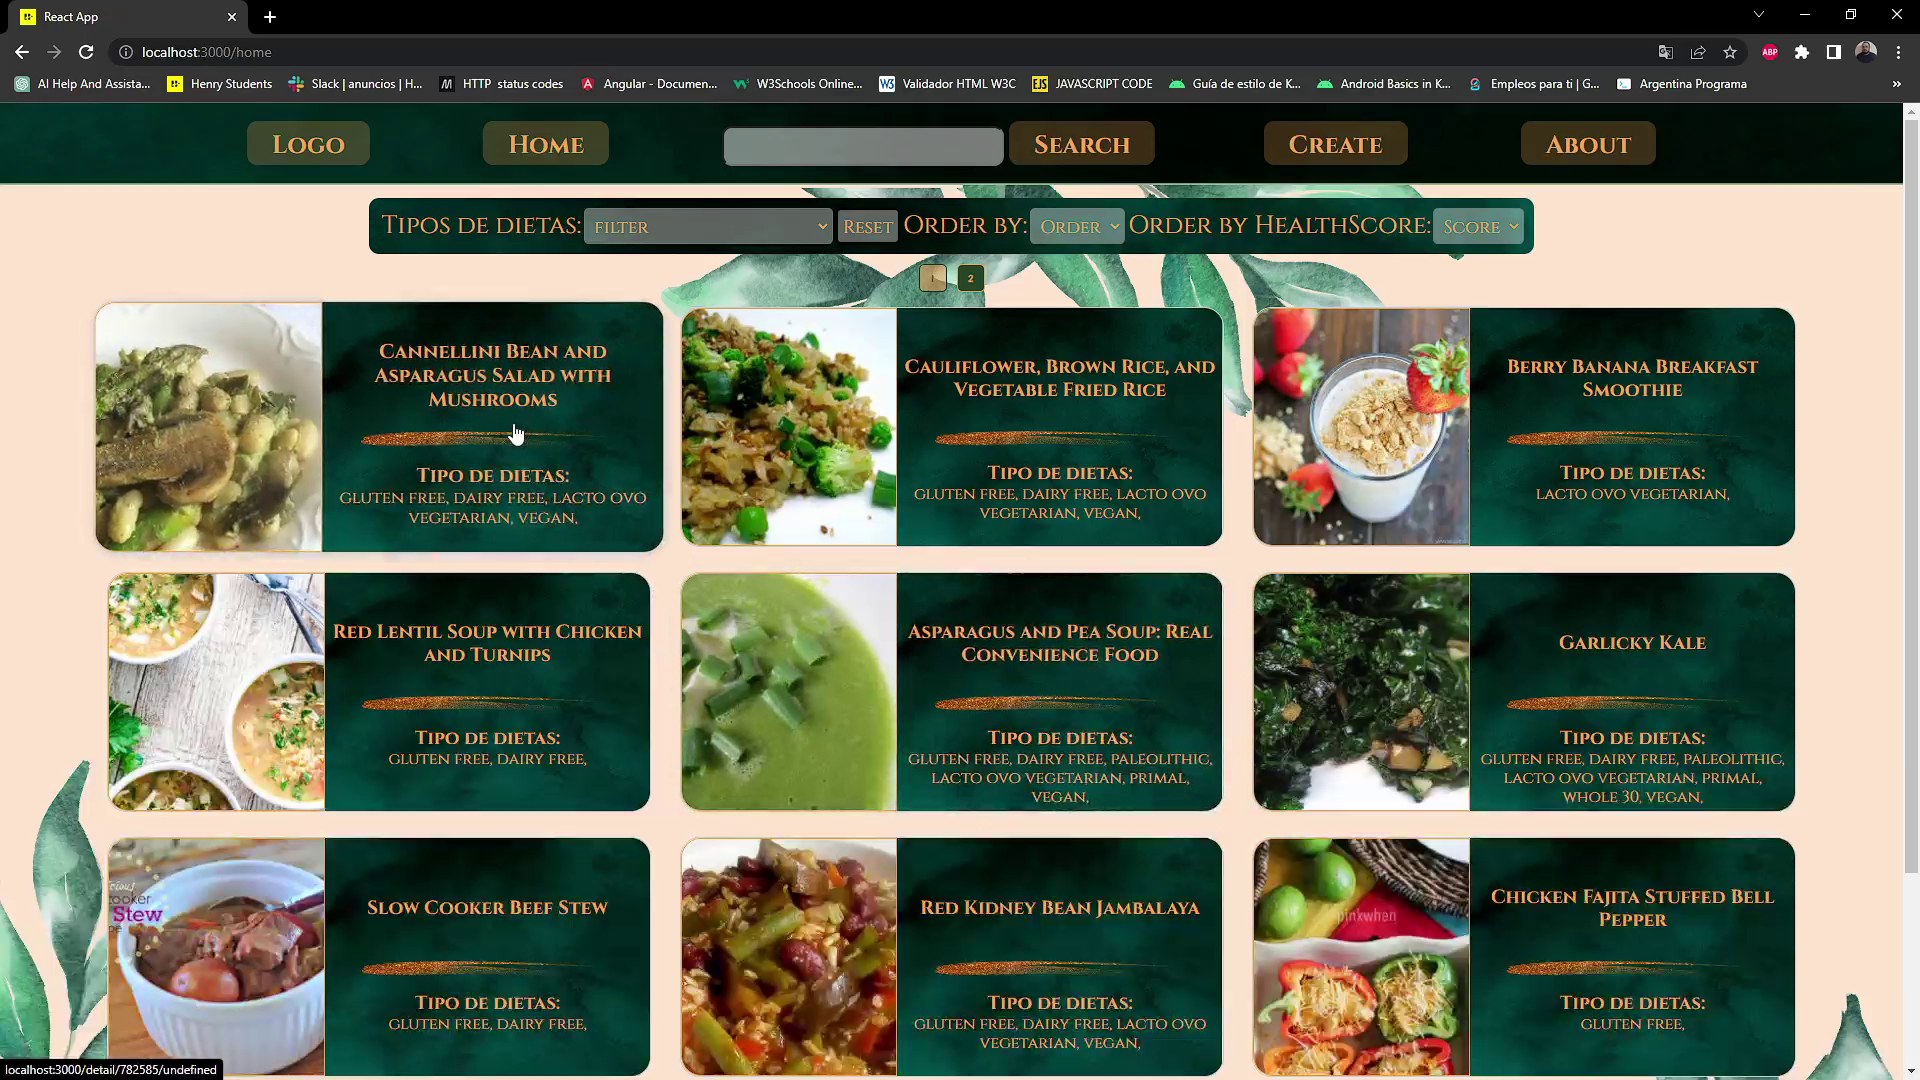 React App
localhost:3000/home
ABP
AI Help And Assista...
Henry Students
Slack | anuncios | H...
HTTP status codes
Angular - Documen...
W3Schools Online...
Validador HTML W3C
JAVASCRIPT CODE
Guía de estilo de K...
Android Basics in K...
Empleos para ti | G...
Argentina Programa
Logo
Home
Search
Create
About
Tipos de dietas:
FILTER
Reset
Order by:
Order
Order by HealthScore:
Score
1
2
Cannellini Bean and
Asparagus Salad with
Mushrooms
Tipo de dietas:
gluten free, dairy free, lacto ovo
vegetarian, vegan,
Cauliflower, Brown Rice, and
Vegetable Fried Rice
Tipo de dietas:
gluten free, dairy free, lacto ovo
vegetarian, vegan,
Berry Banana Breakfast
Smoothie
Tipo de dietas:
lacto ovo vegetarian,
Red Lentil Soup with Chicken
and Turnips
Tipo de dietas:
gluten free, dairy free,
Asparagus and Pea Soup: Real
Convenience Food
Tipo de dietas:
gluten free, dairy free, paleolithic,
lacto ovo vegetarian, primal,
vegan,
Garlicky Kale
Tipo de dietas:
gluten free, dairy free, paleolithic,
lacto ovo vegetarian, primal,
whole 30, vegan,
ooker
Stew
Slow Cooker Beef Stew
Tipo de dietas:
gluten free, dairy free,
Red Kidney Bean Jambalaya
Tipo de dietas:
gluten free, dairy free, lacto ovo
vegetarian, vegan,
pinkwhen
Chicken Fajita Stuffed Bell
Pepper
Tipo de dietas:
gluten free,
localhost:3000/detail/782585/undefined